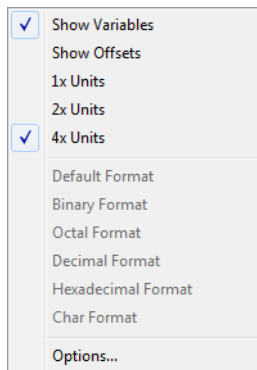 Show Variables
Show Offsets
1x Units
2x Units
4x Units
Default Format
Binary Format
Octal Format
Decimal Format
Hexadecimal Format
Char Format
Options...